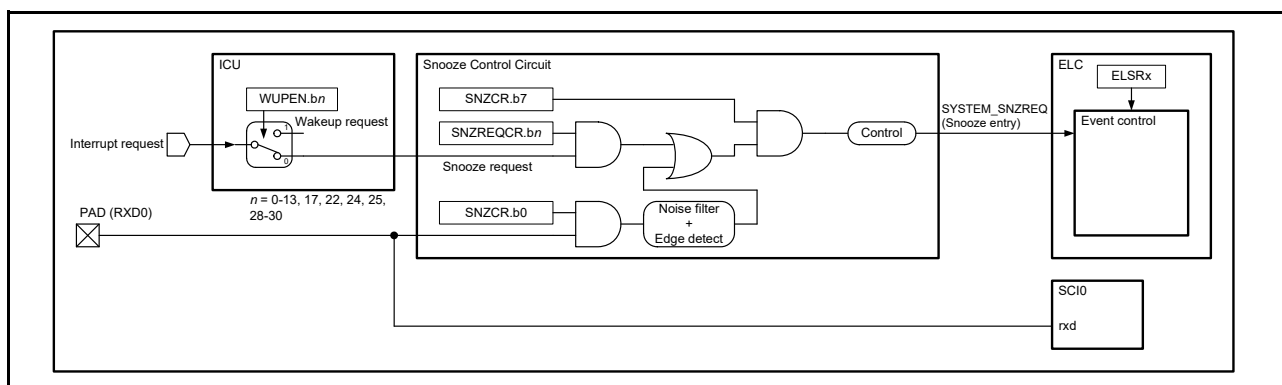 ICU
WUPEN.bn
1
Wakeup request
Interrupt request
0
n = 0-13, 17, 22, 24, 25,
28-30
PAD (RXD0)
Snooze Control Circuit
SNZCR.b7
SNZREQCR.bn
Snooze request
SNZCR.b0
Noise filter
+
Edge detect
Control
SYSTEM_SNZREQ
(Snooze entry)
ELC
ELSRx
Event control
SCI0
rxd